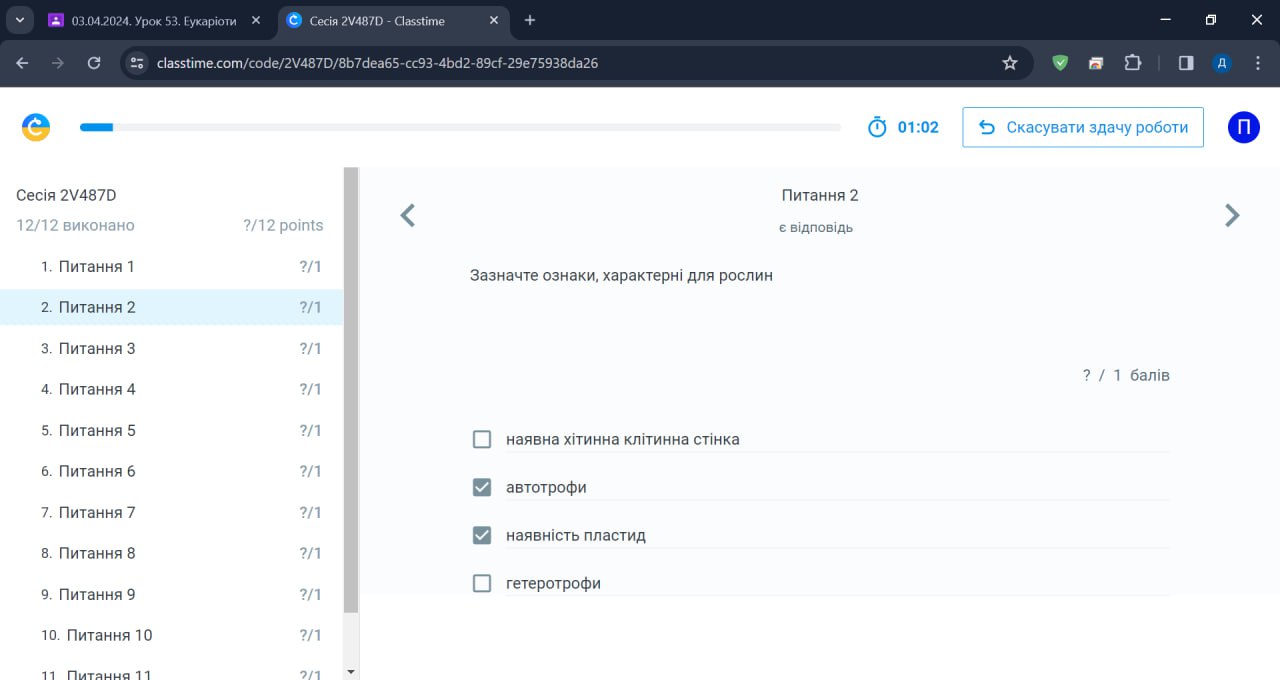 03.04.2024. Урок 53. Еукаріоти
Сесія 2V487D - Classtime
classtime.com/code/2V487D/8b7dea65-cc93-4bd2-89cf-29e75938da26
Д
01:02
Скасувати здачу роботи
П
Сесія 2V487D
12/12 виконано
?/12 points
1. Питання 1 ?/1
2. Питання 2 ?/1
3. Питання 3 ?/1
4. Питання 4 ?/1
5. Питання 5 ?/1
6. Питання 6 ?/1
7. Питання 7 ?/1
8. Питання 8 ?/1
9. Питання 9 ?/1
10. Питання 10 ?/1
11. Питання 11 ?/1
Питання 2
є відповідь
Зазначте ознаки, характерні для рослин
? / 1 балів
наявна хітинна клітинна стінка
автотрофи
наявність пластид
гетеротрофи